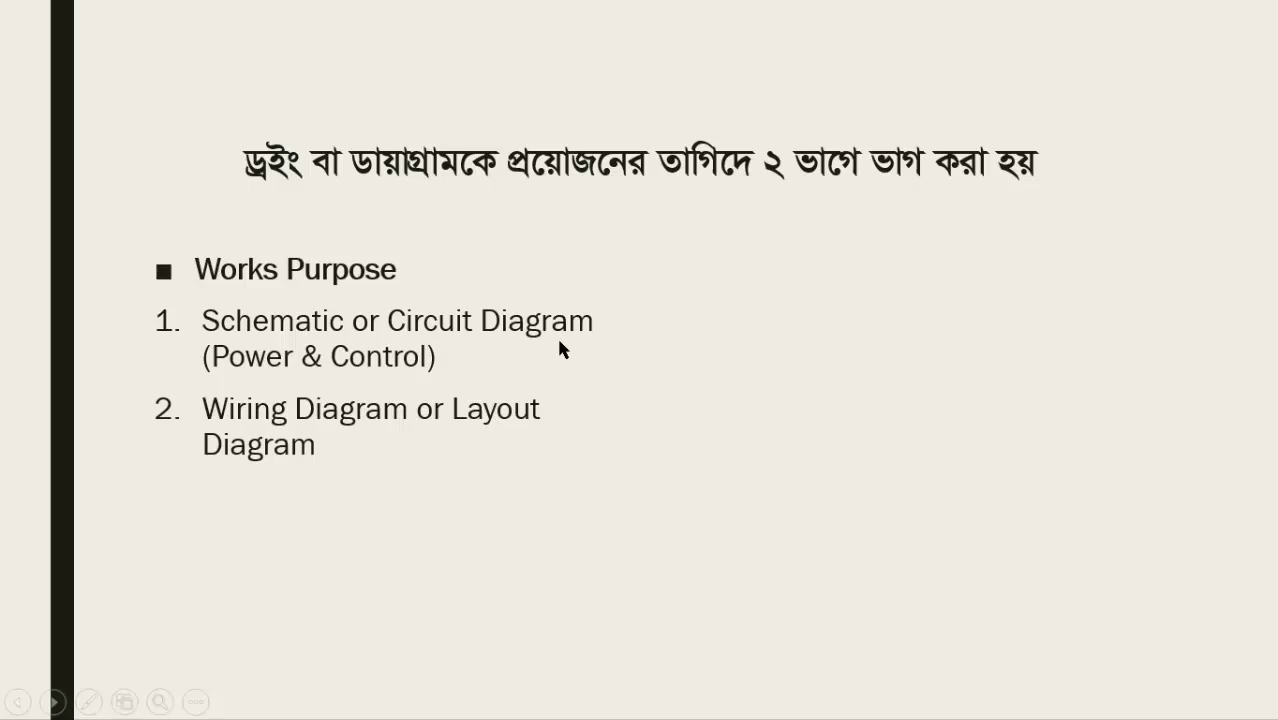 ড্রইং বা ডায়াগ্রামকে প্রয়োজনের তাগিদে ২ ভাগে ভাগ করা হয়
■ Works Purpose
1. Schematic or Circuit Diagram
(Power & Control)
2. Wiring Diagram or Layout
Diagram